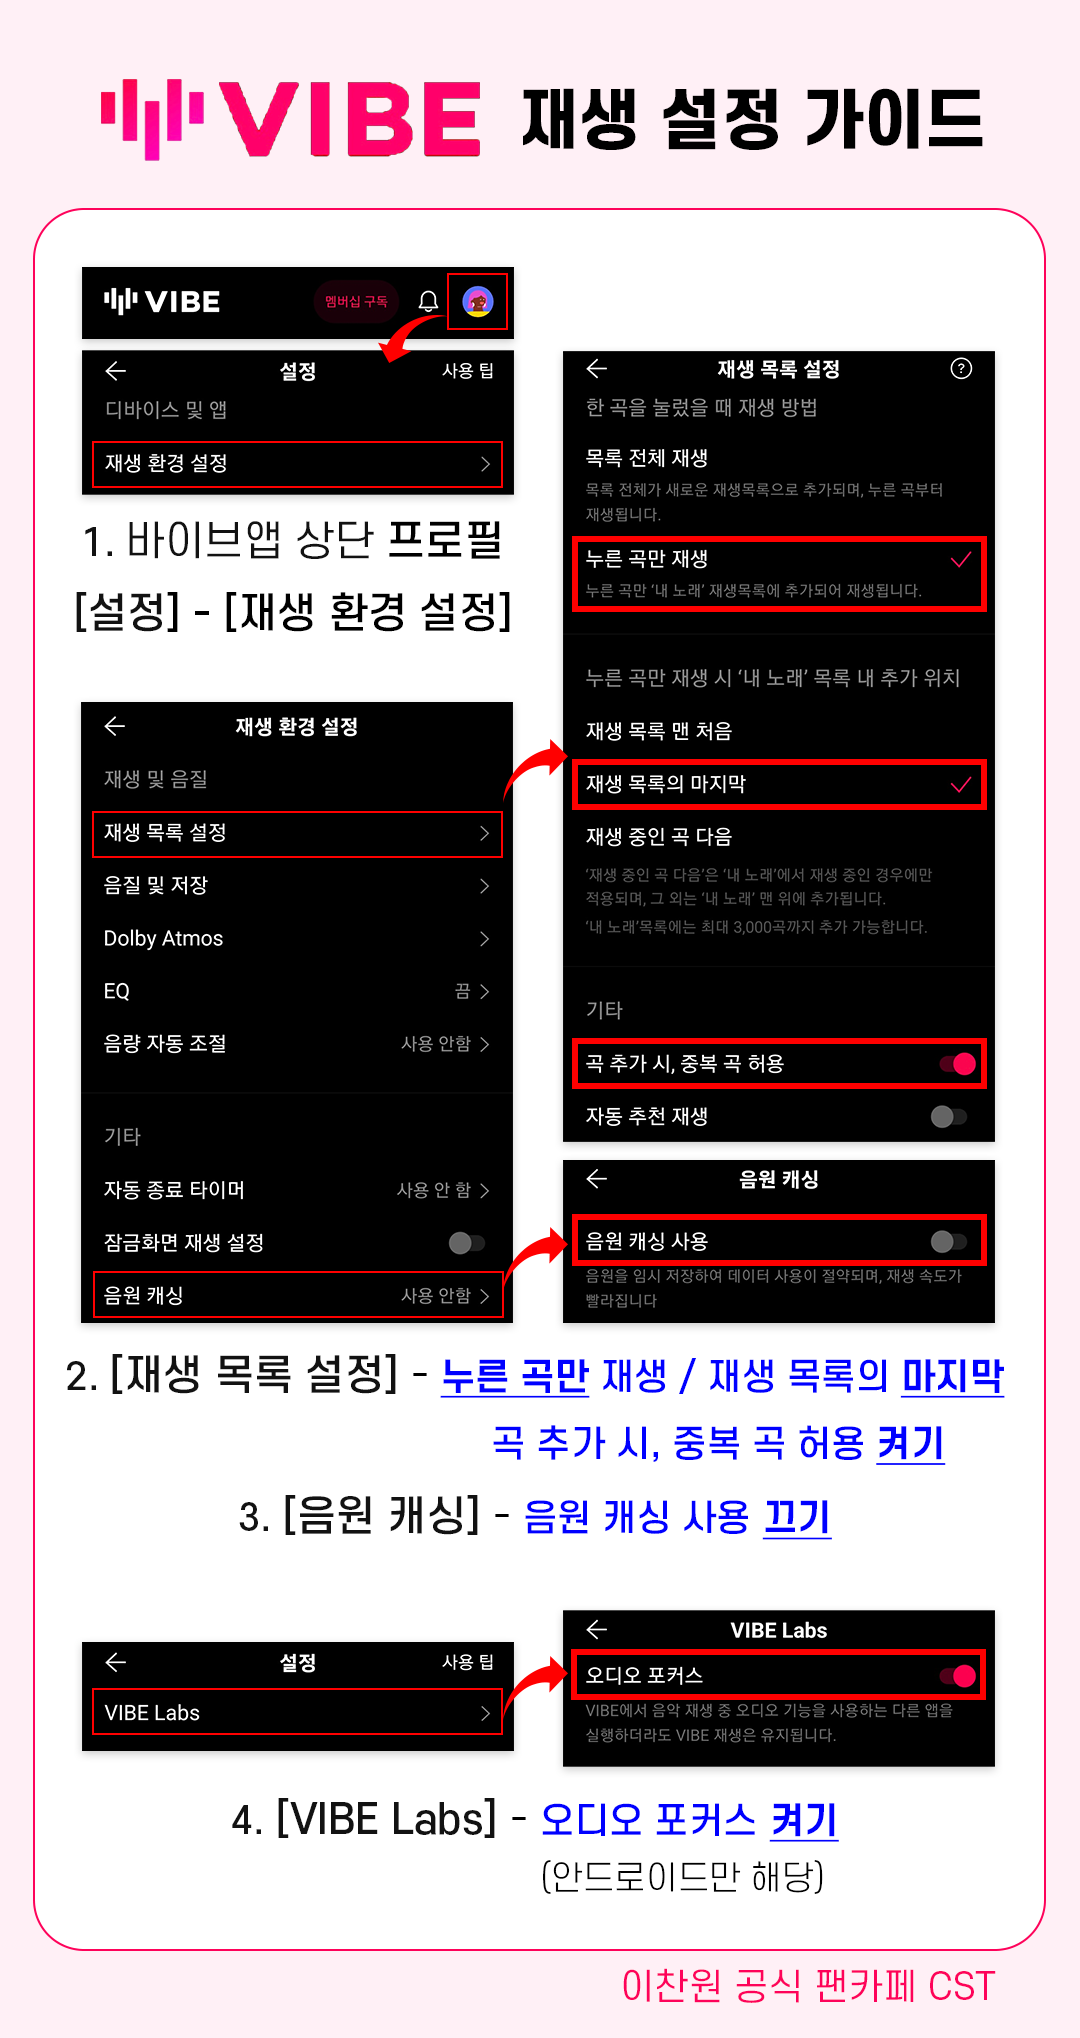 VIBE 재생 설정 가이드
VIBE 멤버십 구독
설정 사용 팁
디바이스 및 앱
재생 환경 설정
1. 바이브앱 상단 프로필
[설정] - [재생 환경 설정]
재생 환경 설정
재생 및 음질
재생 목록 설정
음질 및 저장
Dolby Atmos
EQ 끔
음량 자동 조절 사용 안함
기타
자동 종료 타이머 사용 안 함
잠금화면 재생 설정
음원 캐싱 사용 안함
재생 목록 설정 ?
한 곡을 눌렀을 때 재생 방법
목록 전체 재생
목록 전체가 새로운 재생목록으로 추가되며, 누른 곡부터
재생됩니다.
누른 곡만 재생
누른 곡만 ‘내 노래’ 재생목록에 추가되어 재생됩니다.
누른 곡만 재생 시 ‘내 노래’ 목록 내 추가 위치
재생 목록 맨 처음
재생 목록의 마지막
재생 중인 곡 다음
‘재생 중인 곡 다음’은 ‘내 노래’에서 재생 중인 경우에만
적용되며, 그 외는 ‘내 노래’ 맨 위에 추가됩니다.
‘내 노래’목록에는 최대 3,000곡까지 추가 가능합니다.
기타
곡 추가 시, 중복 곡 허용
자동 추천 재생
음원 캐싱
음원 캐싱 사용
음원을 임시 저장하여 데이터 사용이 절약되며, 재생 속도가
빨라집니다
2. [재생 목록 설정] - 누른 곡만 재생 / 재생 목록의 마지막
곡 추가 시, 중복 곡 허용 켜기
3. [음원 캐싱] - 음원 캐싱 사용 끄기
설정 사용 팁
VIBE Labs
VIBE Labs
오디오 포커스
VIBE에서 음악 재생 중 오디오 기능을 사용하는 다른 앱을
실행하더라도 VIBE 재생은 유지됩니다.
4. [VIBE Labs] - 오디오 포커스 켜기
(안드로이드만 해당)
이찬원 공식 팬카페 CST